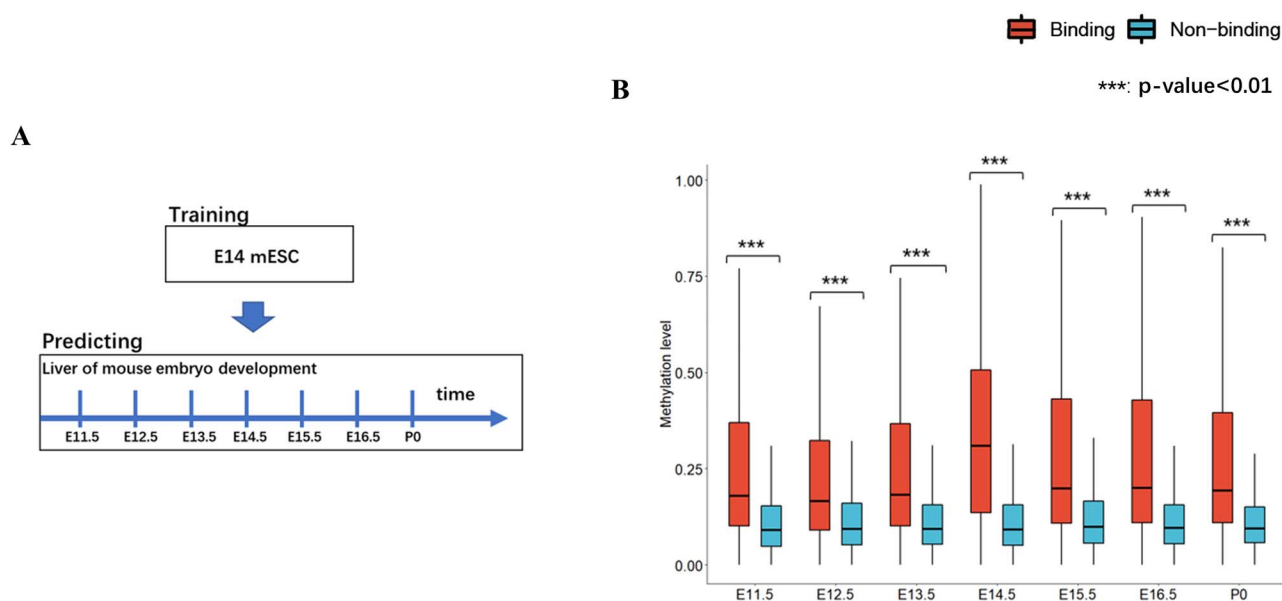 Binding Non-binding
***: p-value<0.01
B
A
Training
E14 mESC
Predicting
Liver of mouse embryo development
time
E11.5 E12.5 E13.5 E14.5 E15.5 E16.5 P0
*** *** *** *** *** *** ***
Methylation level
1.00
0.75
0.50
0.25
0.00
E11.5 E12.5 E13.5 E14.5 E15.5 E16.5 P0